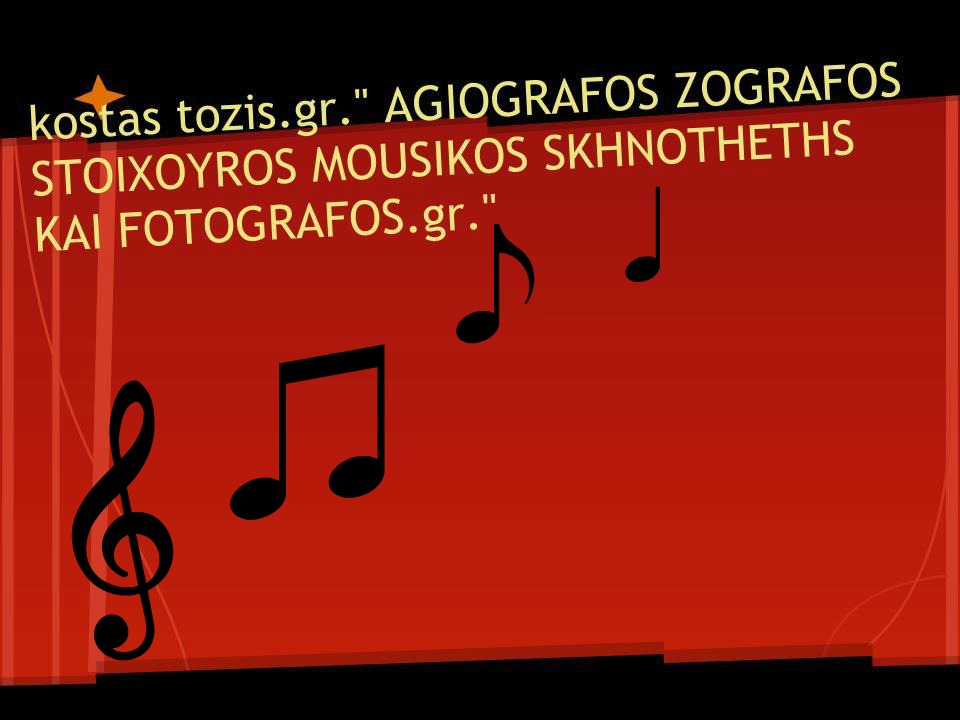 kostas tozis.gr." AGIOGRAFOS ZOGRAFOS
STOIXOYROS MOUSIKOS SKHNOTHETHS
KAI FOTOGRAFOS.gr."